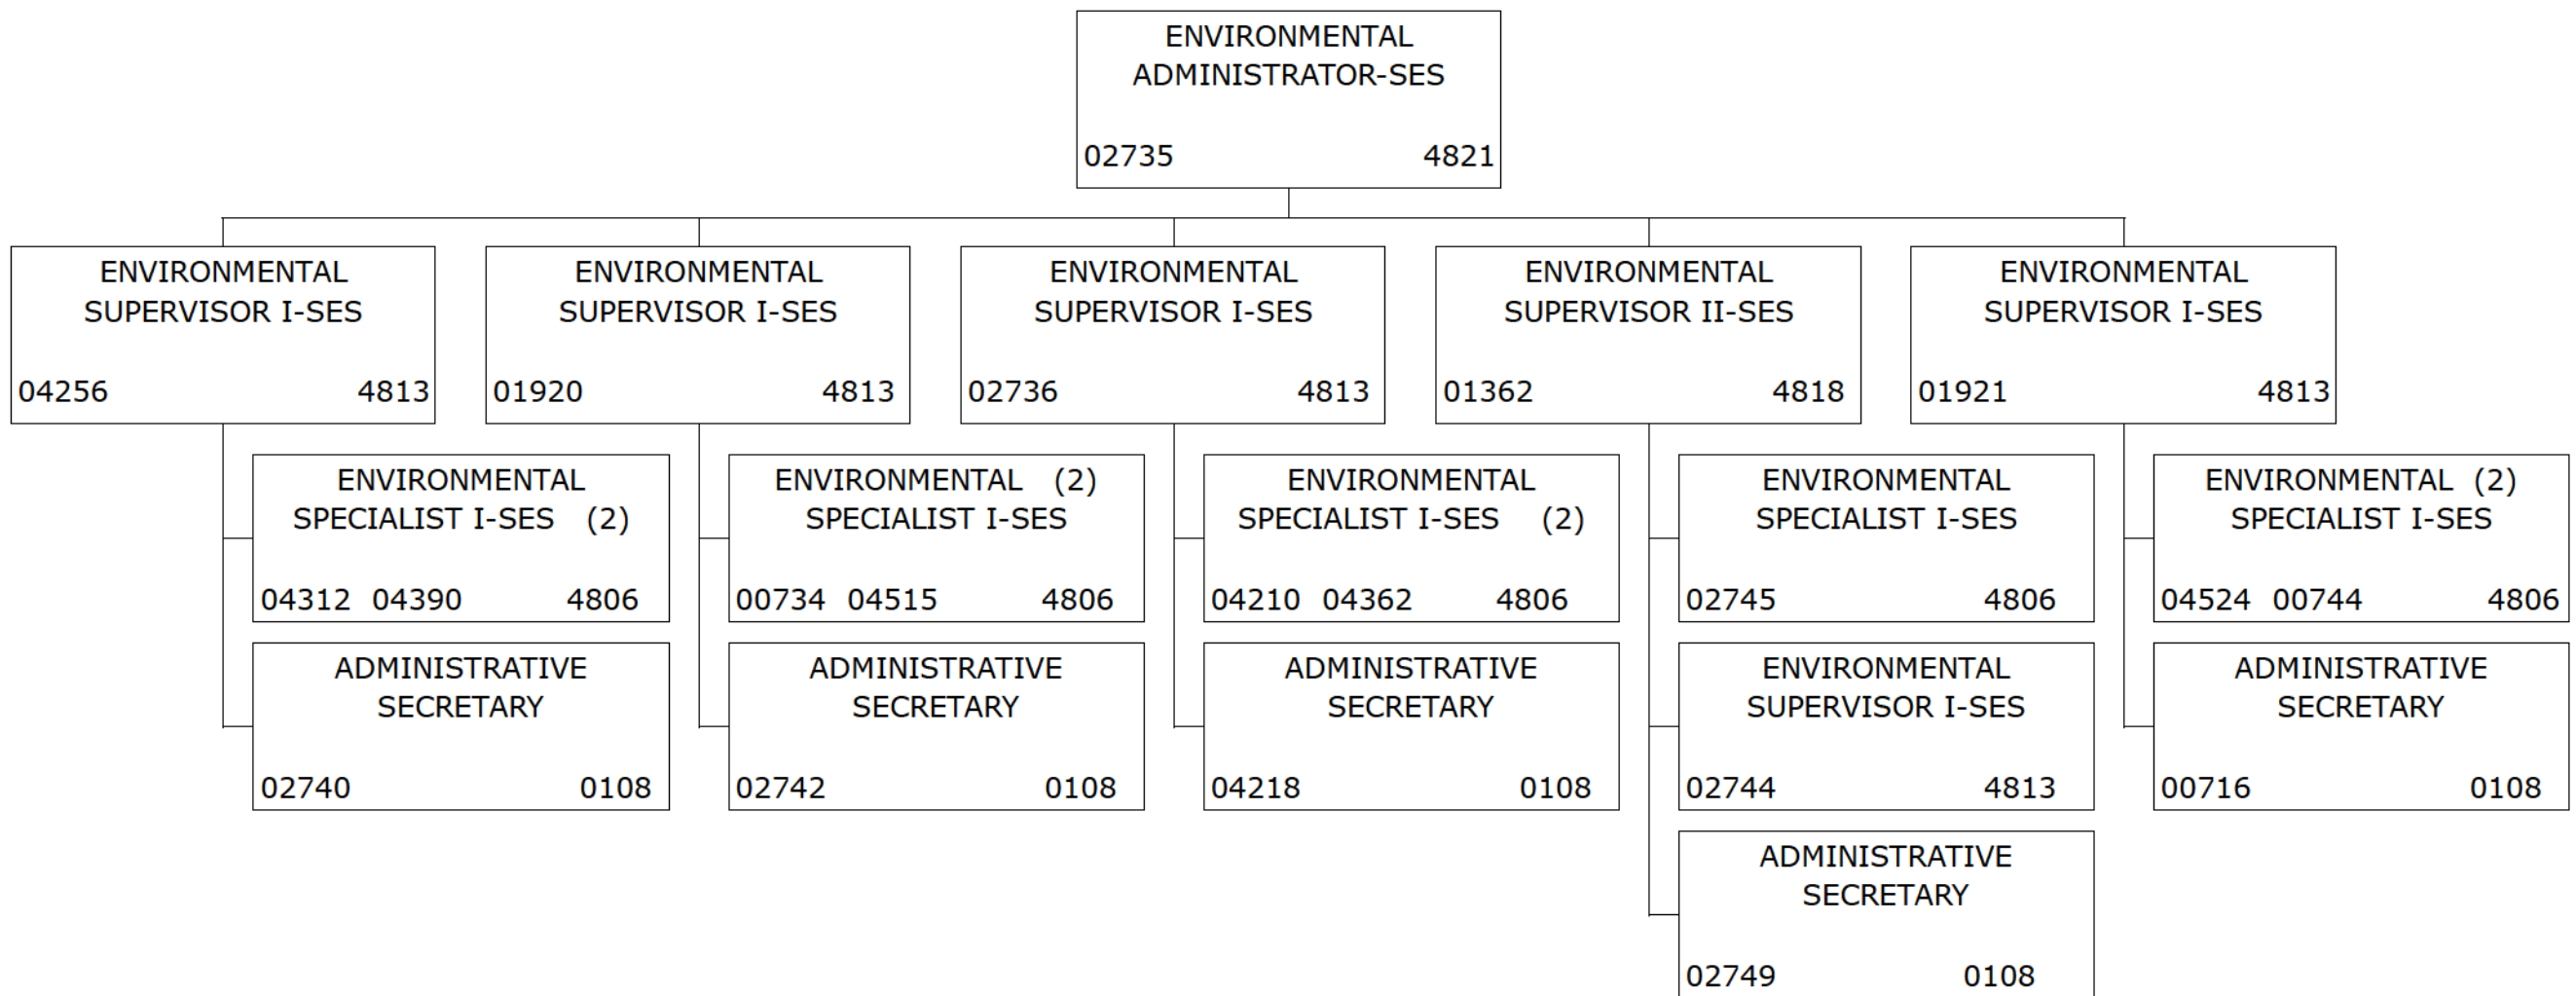 ENVIRONMENTAL
ADMINISTRATOR-SES
02735 4821
ENVIRONMENTAL
SUPERVISOR I-SES
04256 4813
ENVIRONMENTAL
SUPERVISOR I-SES
01920 4813
ENVIRONMENTAL
SUPERVISOR I-SES
02736 4813
ENVIRONMENTAL
SUPERVISOR II-SES
01362 4818
ENVIRONMENTAL
SUPERVISOR I-SES
01921 4813
ENVIRONMENTAL
SPECIALIST I-SES (2)
04312 04390 4806
ENVIRONMENTAL (2)
SPECIALIST I-SES
00734 04515 4806
ENVIRONMENTAL
SPECIALIST I-SES (2)
04210 04362 4806
ENVIRONMENTAL
SPECIALIST I-SES
02745 4806
ENVIRONMENTAL (2)
SPECIALIST I-SES
04524 00744 4806
ADMINISTRATIVE
SECRETARY
02740 0108
ADMINISTRATIVE
SECRETARY
02742 0108
ADMINISTRATIVE
SECRETARY
04218 0108
ENVIRONMENTAL
SUPERVISOR I-SES
02744 4813
ADMINISTRATIVE
SECRETARY
00716 0108
ADMINISTRATIVE
SECRETARY
02749 0108